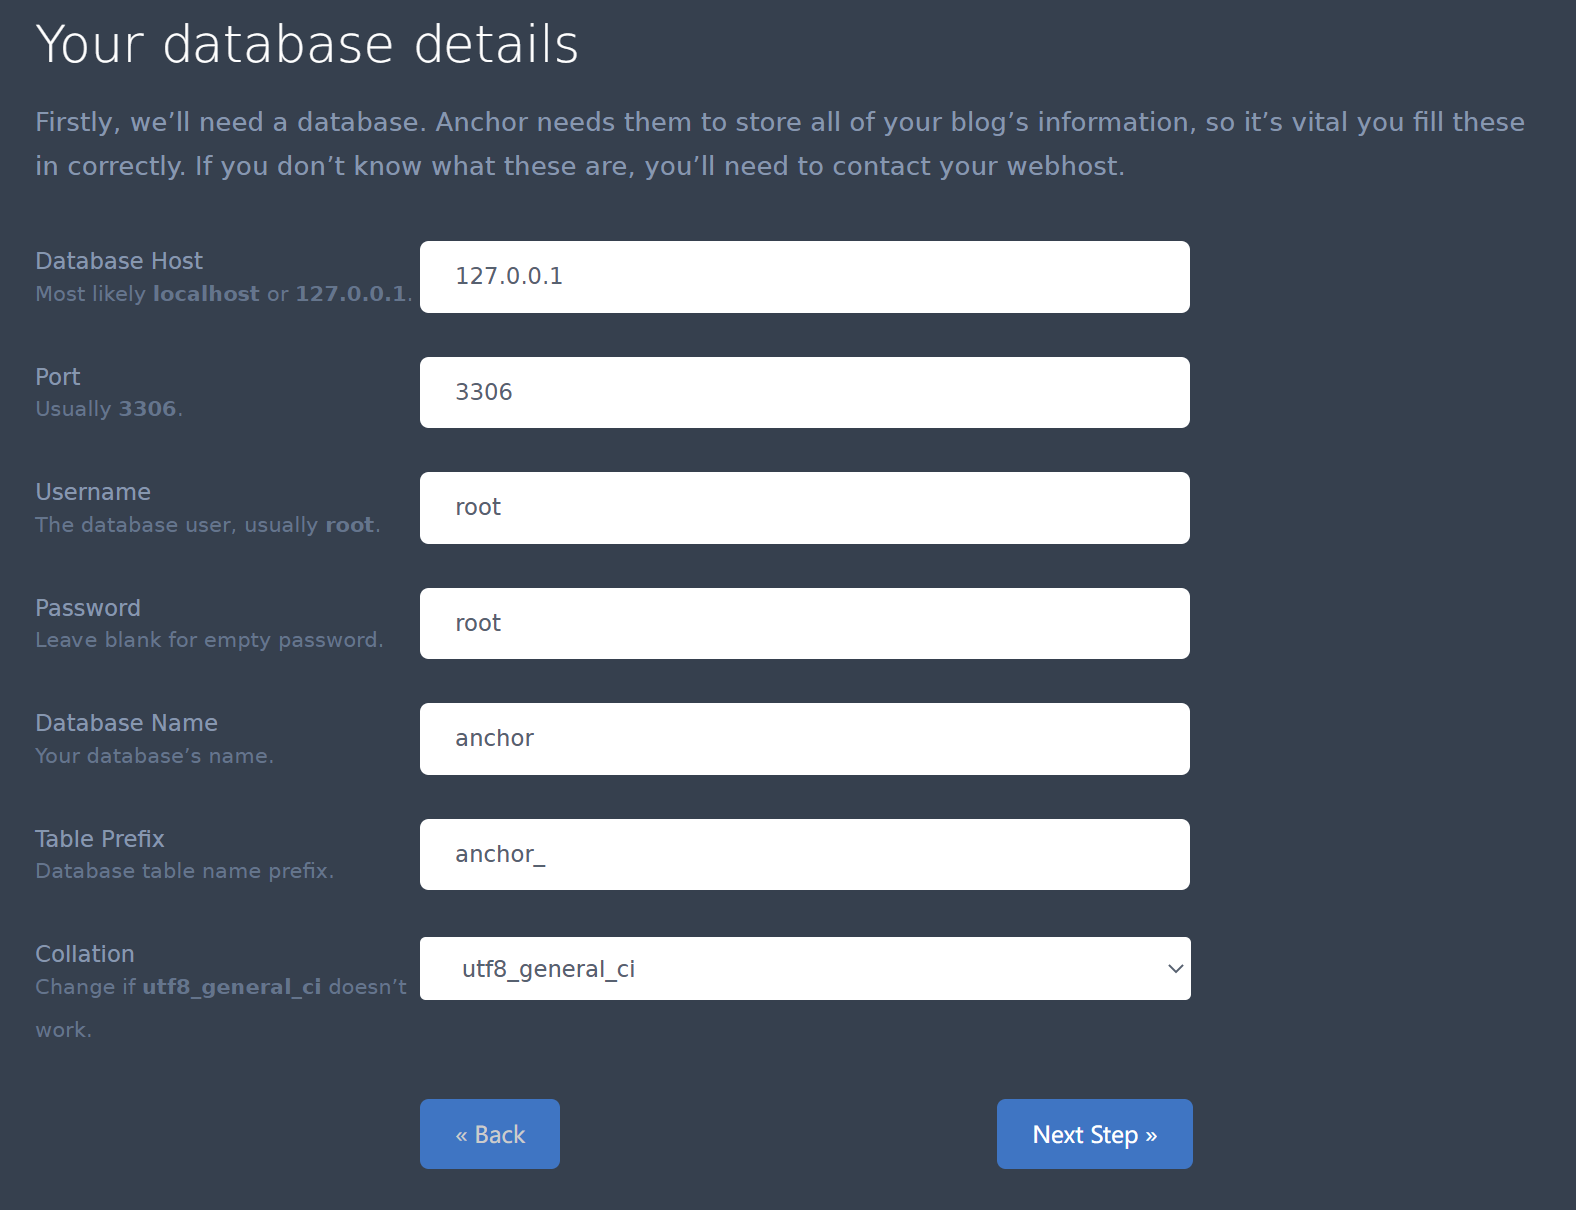 Your database details
Firstly, we’ll need a database. Anchor needs them to store all of your blog’s information, so it’s vital you fill these
in correctly. If you don’t know what these are, you’ll need to contact your webhost.
Database Host
Most likely localhost or 127.0.0.1.
127.0.0.1
Port
Usually 3306.
3306
Username
The database user, usually root.
root
Password
Leave blank for empty password.
root
Database Name
Your database’s name.
anchor
Table Prefix
Database table name prefix.
anchor_
Collation
Change if utf8_general_ci doesn’t
work.
utf8_general_ci
« Back
Next Step »